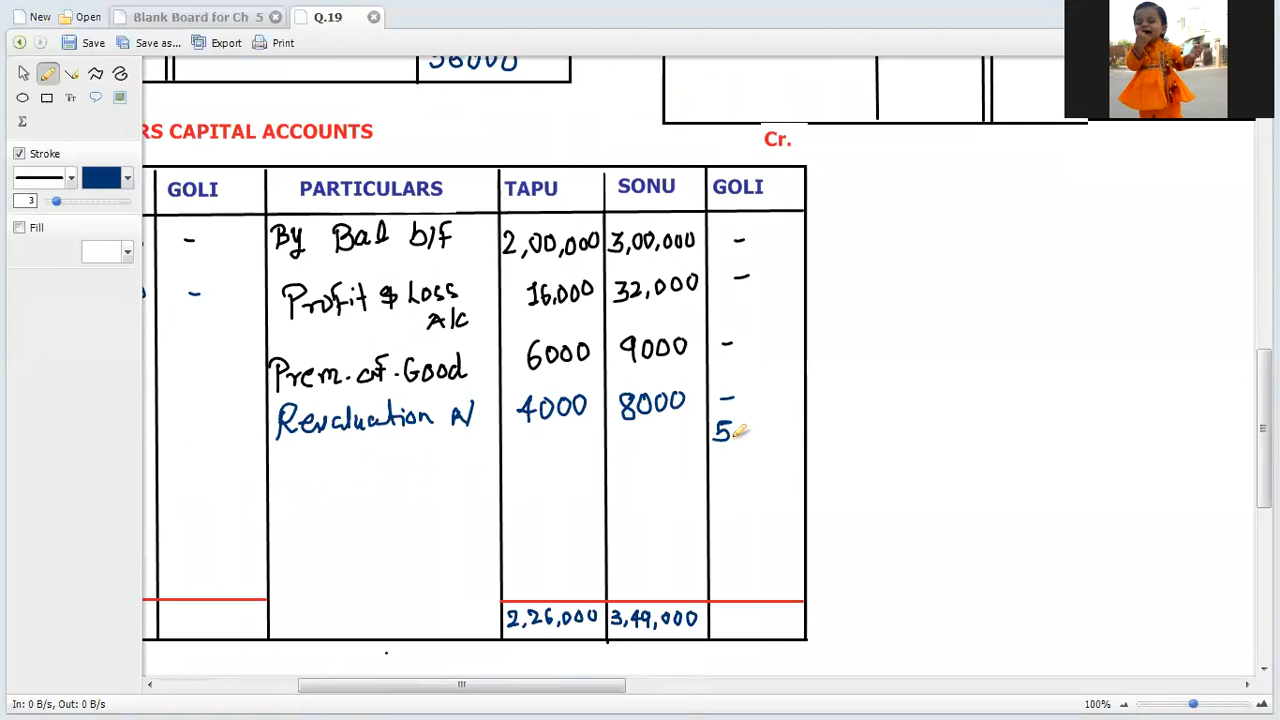 New Open Blank Board for Ch 5 Q.19
Save Save as... Export Print
38000
RS CAPITAL ACCOUNTS
Cr.
Stroke
GOLI PARTICULARS TAPU SONU GOLI
3
Fill
- By Bal b/f 2,00,000 3,00,000 -
- Profit & Loss A/C 16,000 32,000 -
Prem. of. Good 6000 9000 -
Revaluation A/ 4000 8000 -
5
2,26,000 3,49,000
In: 0 B/s, Out: 0 B/s 100%